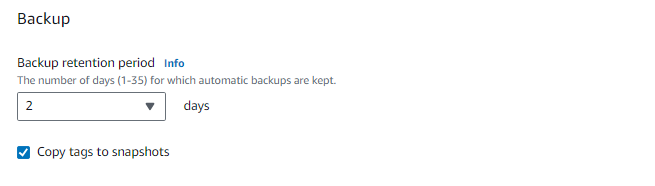 Backup
Backup retention period Info
The number of days (1-35) for which automatic backups are kept.
2 days
Copy tags to snapshots